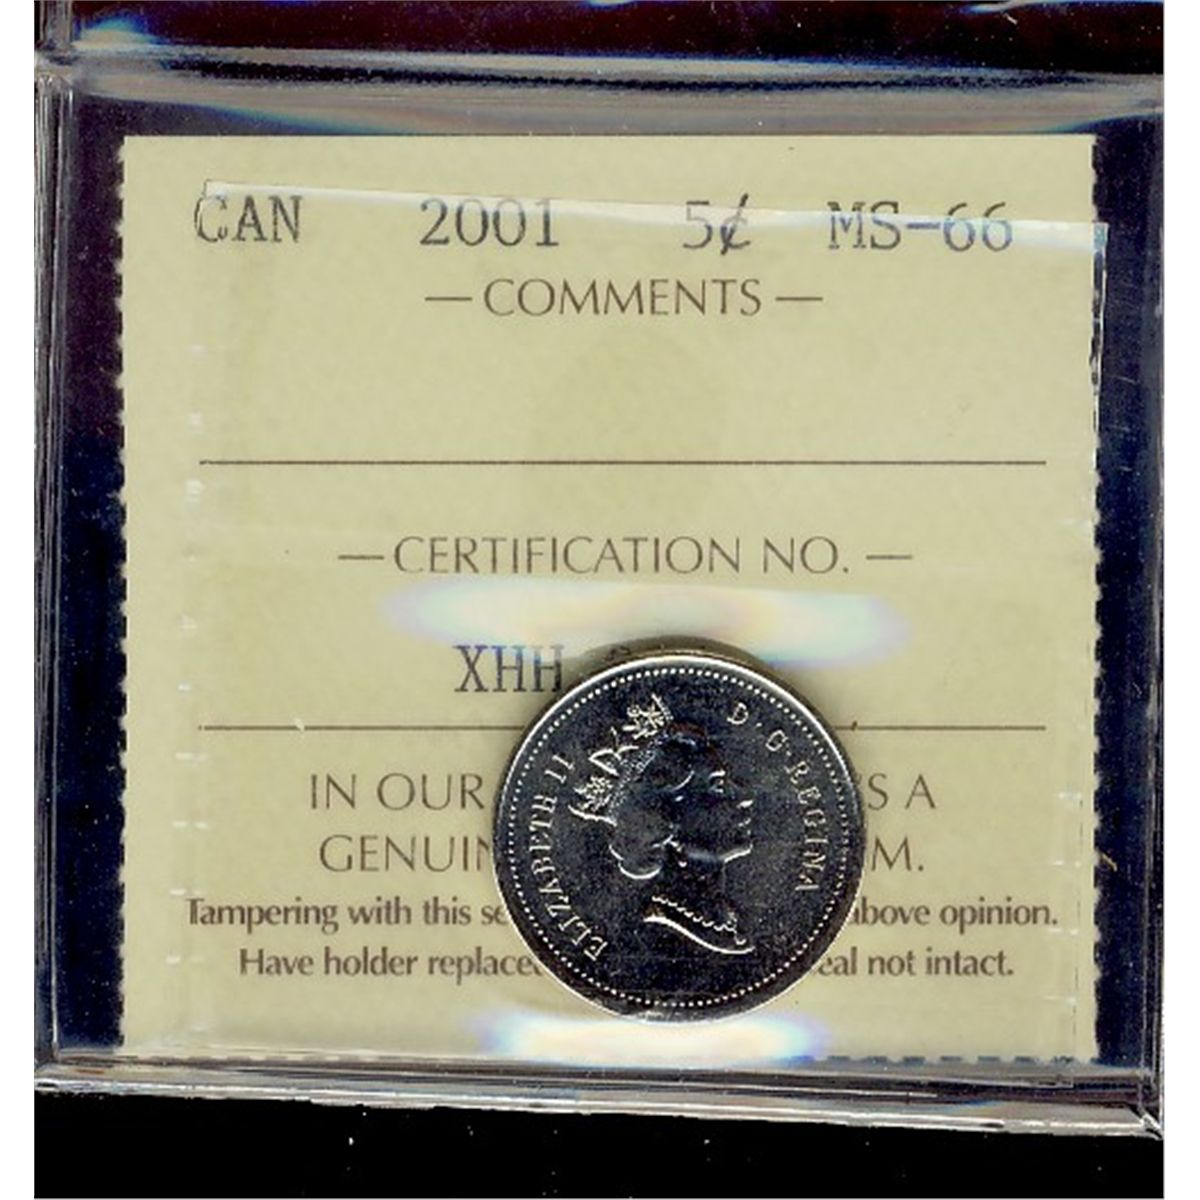 CAN 2001 5¢ MS-66
— COMMENTS —
— CERTIFICATION NO. —
XHH
IN OUR S A
GENUIN M.
Tampering with this se above opinion.
Have holder replaced eal not intact.
ELIZABETH II D·G·REGINA